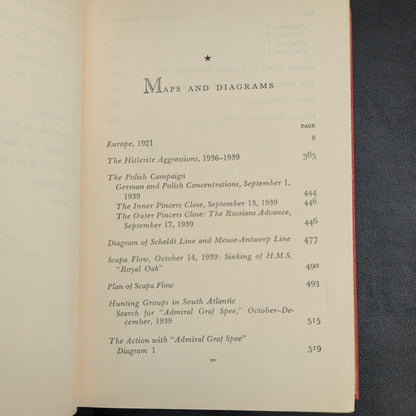 MAPS AND DIAGRAMS
PAGE
Europe, 1921 8
The Hitlerite Aggressions, 1936-1939 385
The Polish Campaign
German and Polish Concentrations, September 1,
1939 444
The Inner Pincers Close, September 13, 1939 446
The Outer Pincers Close: The Russians Advance,
September 17, 1939 446
Diagram of Scheldt Line and Meuse-Antwerp Line 477
Scapa Flow, October 14, 1939: Sinking of H.M.S.
"Royal Oak" 490
Plan of Scapa Flow 493
Hunting Groups in South Atlantic
Search for "Admiral Graf Spee," October-De-
cember, 1939 515
The Action with "Admiral Graf Spee"
Diagram 1 519
xv